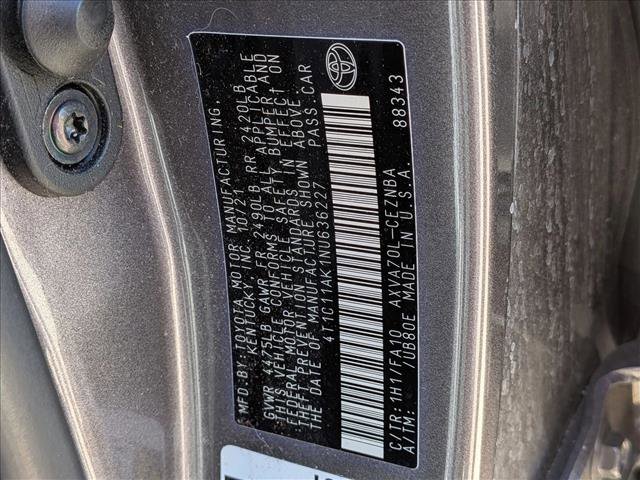 MFD.BY:TOYOTA MOTOR MANUFACTURING,
KENTUCKY, INC. 10/21
GVWR 4475LB GAWR FR 2490LB RR 2420LB
THIS VEHICLE CONFORMS TO ALL APPLICABLE
FEDERAL MOTOR VEHICLE SAFETY BUMPER AND
THEFT PREVENTION STANDARDS IN EFFECT ON
THE DATE OF MANUFACTURE SHOWN ABOVE.
4T1MC11AK1NU636227 PASS CAR
C/TR:1H1/FA10 AXVA70L-CEZNBA
A/TM: /UB80E MADE IN U.S.A. 88343